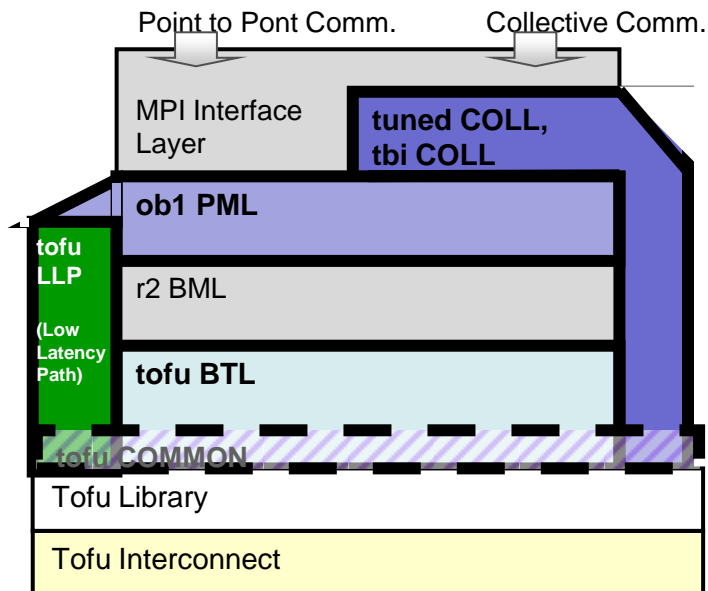 Point to Pont Comm.
Collective Comm.
MPI Interface
Layer
tuned COLL,
tbi COLL
ob1 PML
tofu
LLP
(Low
Latency
Path)
r2 BML
tofu BTL
tofu COMMON
Tofu Library
Tofu Interconnect